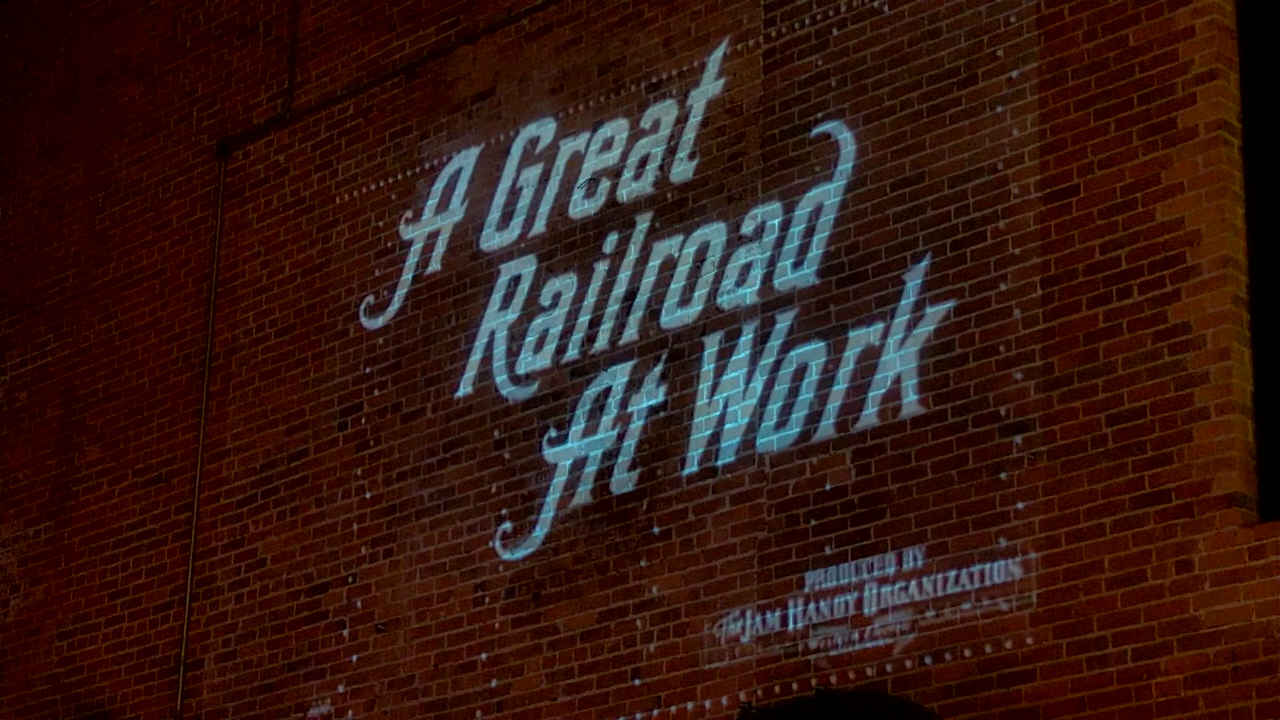 A Great
Railroad
At Work
PRODUCED BY
The JAM HANDY ORGANIZATION